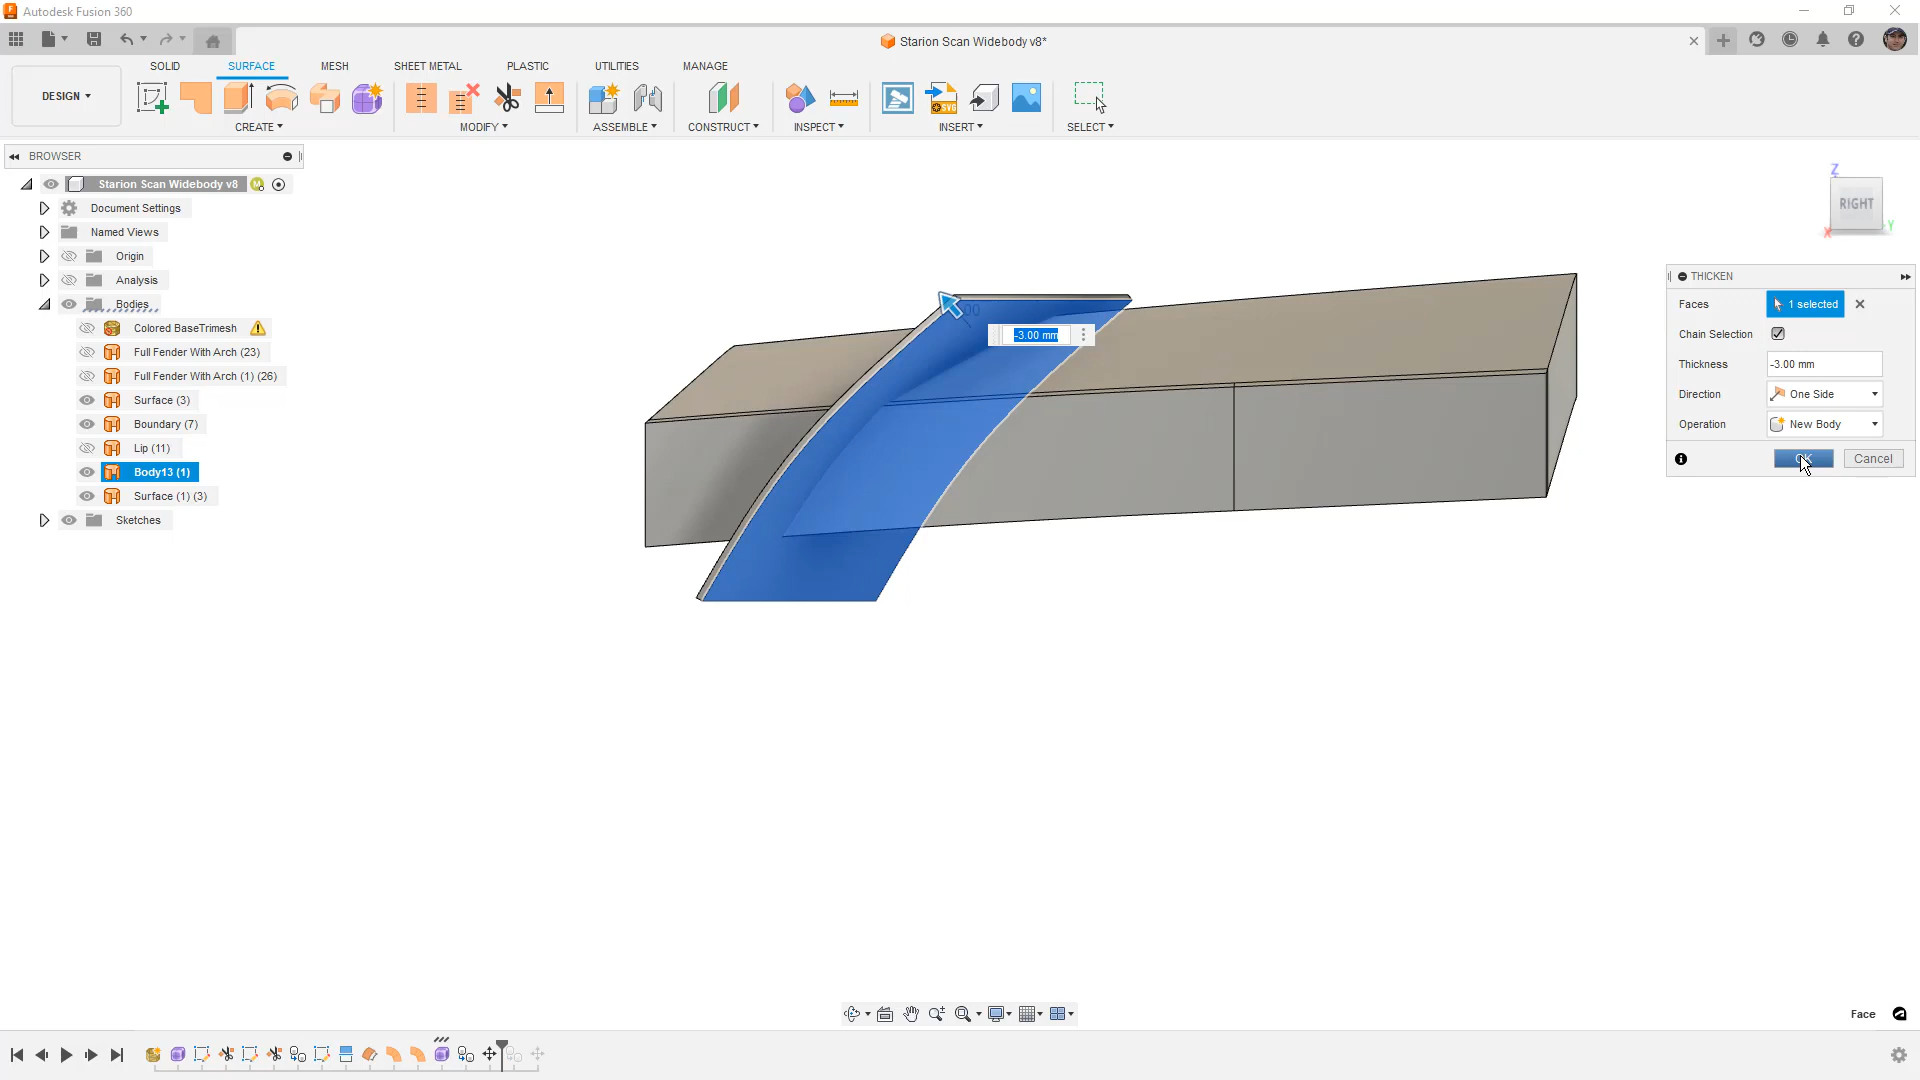 Autodesk Fusion 360
Starion Scan Widebody v8*
DESIGN
SOLID
SURFACE
MESH
SHEET METAL
PLASTIC
UTILITIES
MANAGE
CREATE
MODIFY
ASSEMBLE
CONSTRUCT
INSPECT
INSERT
SELECT
SVG
BROWSER
Starion Scan Widebody v8
Document Settings
Named Views
Origin
Analysis
Bodies
Colored BaseTrimesh
Full Fender With Arch (23)
Full Fender With Arch (1) (26)
Surface (3)
Boundary (7)
Lip (11)
Body13 (1)
Surface (1) (3)
Sketches
-3.00 mm
Z
RIGHT
X
Y
THICKEN
Faces
1 selected
Chain Selection
Thickness
-3.00 mm
Direction
One Side
Operation
New Body
OK
Cancel
Face